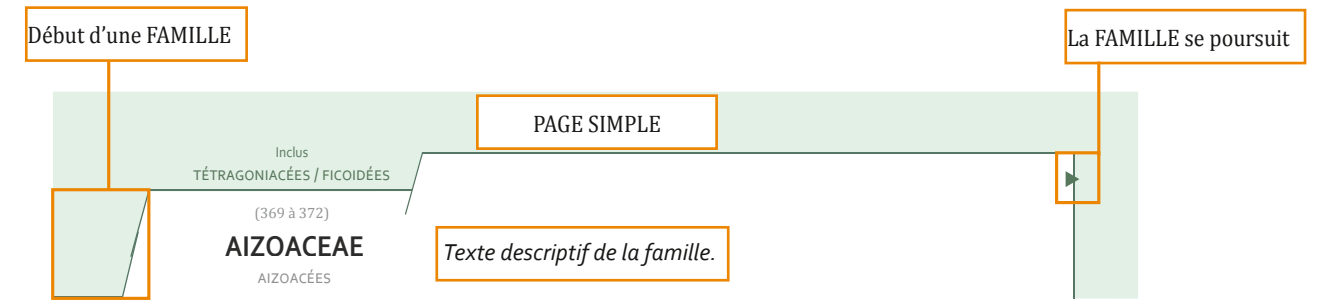 Début d’une FAMILLE
La FAMILLE se poursuit
PAGE SIMPLE
Inclus
TÉTRAGONIACÉES / FICOIDÉES
(369 à 372)
AIZOACEAE
AIZOACÉES
Texte descriptif de la famille.